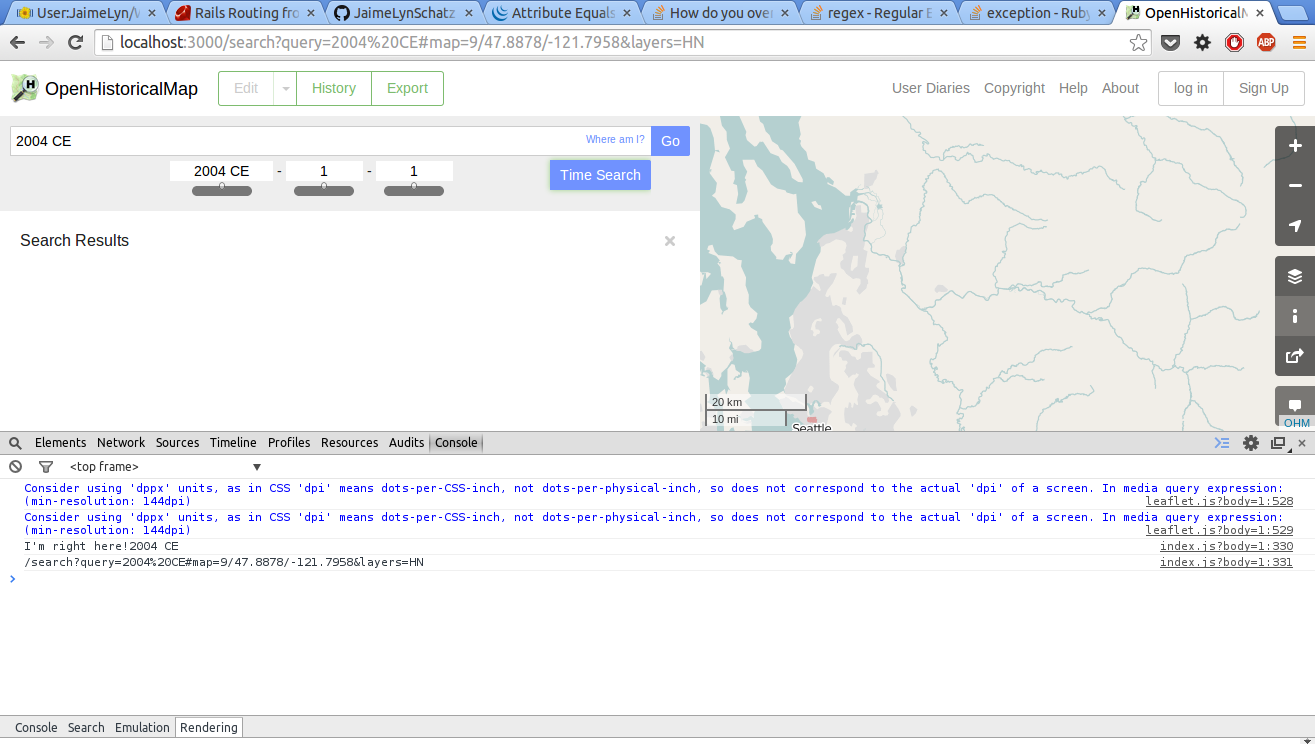 User:JaimeLyn/W
Rails Routing fro
JaimeLynSchatz
Attribute Equals
How do you over
regex - Regular E
exception - Ruby
OpenHistoricalM
localhost:3000/search?query=2004%20CE#map=9/47.8878/-121.7958&layers=HN
ABP
OpenHistoricalMap
Edit
History
Export
User Diaries
Copyright
Help
About
log in
Sign Up
2004 CE
Where am I?
Go
2004 CE - 1 - 1
Time Search
Search Results
20 km
10 mi
Seattle
OHM
Elements Network Sources Timeline Profiles Resources Audits Console
<top frame>
Consider using 'dppx' units, as in CSS 'dpi' means dots-per-CSS-inch, not dots-per-physical-inch, so does not correspond to the actual 'dpi' of a screen. In media query expression:
(min-resolution: 144dpi) leaflet.js?body=1:528
Consider using 'dppx' units, as in CSS 'dpi' means dots-per-CSS-inch, not dots-per-physical-inch, so does not correspond to the actual 'dpi' of a screen. In media query expression:
(min-resolution: 144dpi) leaflet.js?body=1:529
I'm right here!2004 CE index.js?body=1:330
/search?query=2004%20CE#map=9/47.8878/-121.7958&layers=HN index.js?body=1:331
Console Search Emulation Rendering